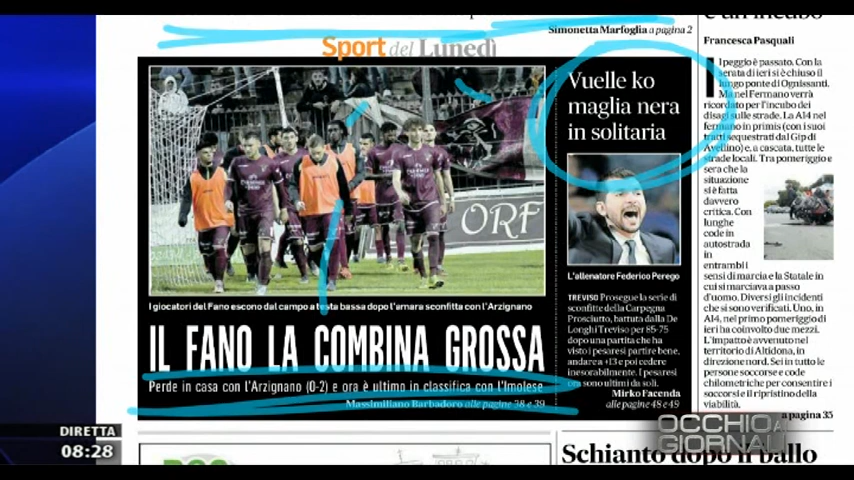 Simonetta Marfoglia a pagina 2
Sport del Lunedì
ORF
I giocatori del Fano escono dal campo a testa bassa dopo l'amara sconfitta con l'Arzignano
IL FANO LA COMBINA GROSSA
Perde in casa con l'Arzignano (0-2) e ora è ultimo in classifica con l'Imolese
Massimiliano Barbadoro alle pagine 38 e 39
Vuelle ko
maglia nera
in solitaria
L'allenatore Federico Perego
TREVISO Prosegue la serie di
sconfitte della Carpegna
Prosciutto, battuta dalla De
Longhi Treviso per 85-75
dopo una partita che ha
visto i pesaresi partire bene,
andare a +13 e poi cedere
inesorabilmente. I pesaresi
ora sono ultimi da soli.
Mirko Facenda
alle pagine 48 e 49
è un incubo
Francesca Pasquali
Il peggio è passato. Con la
serata di ieri si è chiuso il
lungo ponte di Ognissanti.
Ma nel Fermano verrà
ricordato per l'incubo dei
disagi sulle strade. La A14 nel
fermano in primis (con i suoi
tratti sequestrati dal Gip di
Avellino) e, a cascata, tutte le
strade locali. Tra pomeriggio e
sera che la
situazione
si è fatta
davvero
critica. Con
lunghe
code in
autostrada
in
entrambi i
sensi di marcia e la Statale in
cui si marciava a passo
d'uomo. Diversi gli incidenti
che si sono verificati. Uno, in
A14, nel primo pomeriggio di
ieri ha coinvolto due mezzi.
L'impatto è avvenuto nel
territorio di Altidona, in
direzione nord. Sei in tutto le
persone soccorse e code
chilometriche per consentire i
soccorsi e il ripristino della
viabilità.
a pagina 35
Schianto dopo il ballo
DIRETTA
08:28
OCCHIO AI
GIORNALI